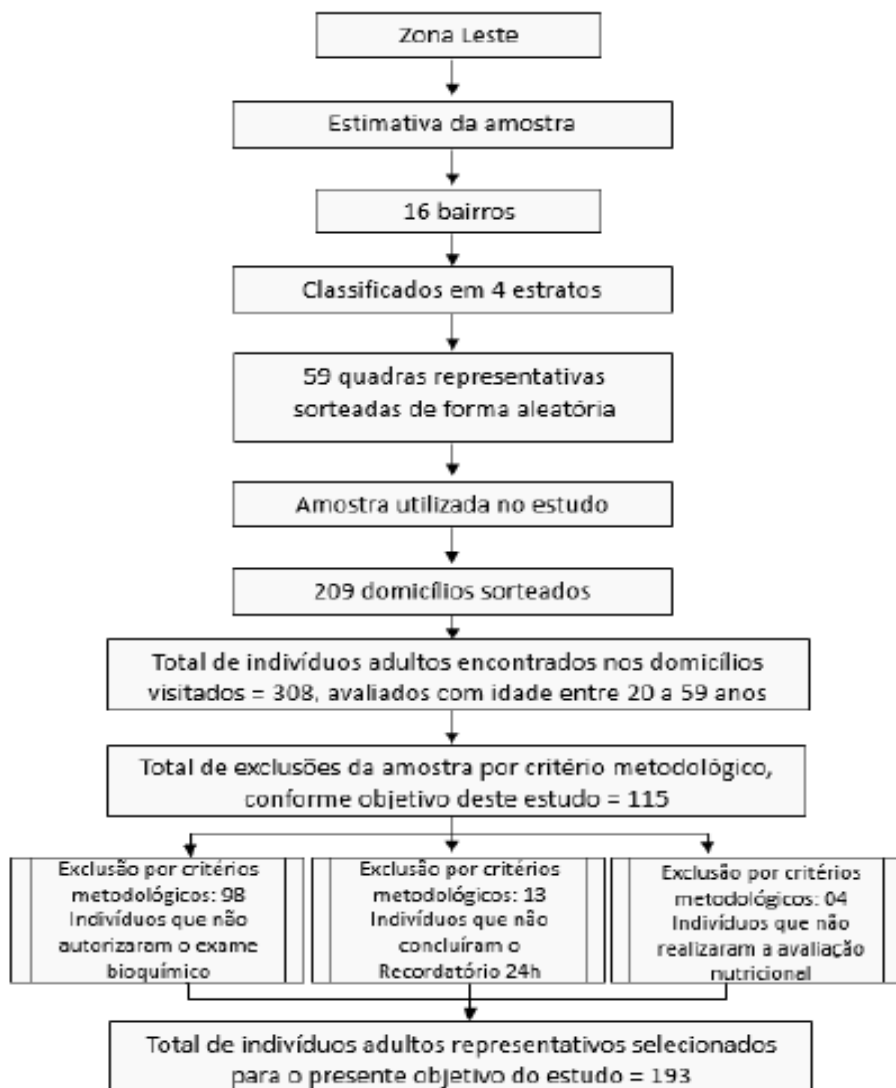 Zona Leste
Estimativa da amostra
16 bairros
Classificados em 4 estratos
59 quadras representativas
sorteadas de forma aleatória
Amostra utilizada no estudo
209 domicílios sorteados
Total de indivíduos adultos encontrados nos domicílios
visitados = 308, avaliados com idade entre 20 a 59 anos
Total de exclusões da amostra por critério metodológico,
conforme objetivo deste estudo = 115
Exclusão por critérios
metodológicos: 98
Indivíduos que não
autorizaram o exame
bioquímico
Exclusão por critérios
metodológicos: 13
Indivíduos que não
concluíram o
Recordatório 24h
Exclusão por critérios
metodológicos: 04
Indivíduos que não
realizaram a avaliação
nutricional
Total de indivíduos adultos representativos selecionados
para o presente objetivo do estudo = 193